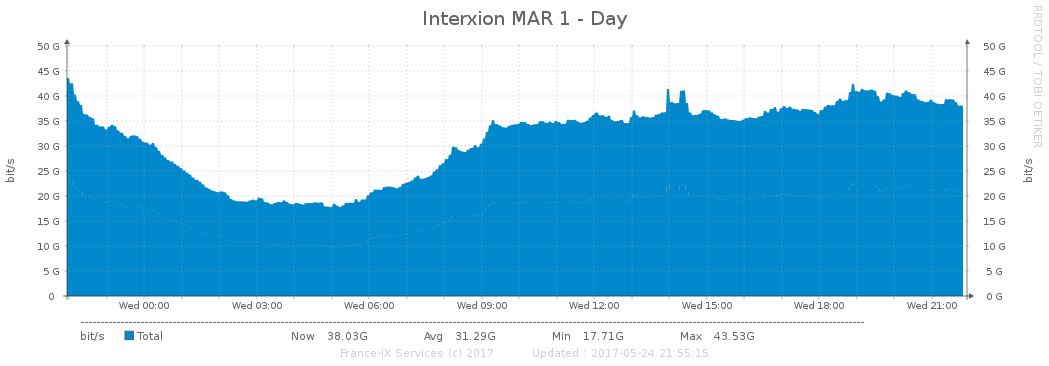 Interxion MAR 1 - Day
RRDTOOL / TOBI OETIKER
50 G 50 G
45 G 45 G
40 G 40 G
35 G 35 G
30 G 30 G
25 G 25 G
20 G 20 G
15 G 15 G
10 G 10 G
5 G 5 G
0 0 G
bit/s bit/s
Wed 00:00 Wed 03:00 Wed 06:00 Wed 09:00 Wed 12:00 Wed 15:00 Wed 18:00 Wed 21:00
bit/s Total Now 38.03G Avg 31.29G Min 17.71G Max 43.53G
France-IX Services (c) 2017 Updated : 2017-05-24 21:55:15